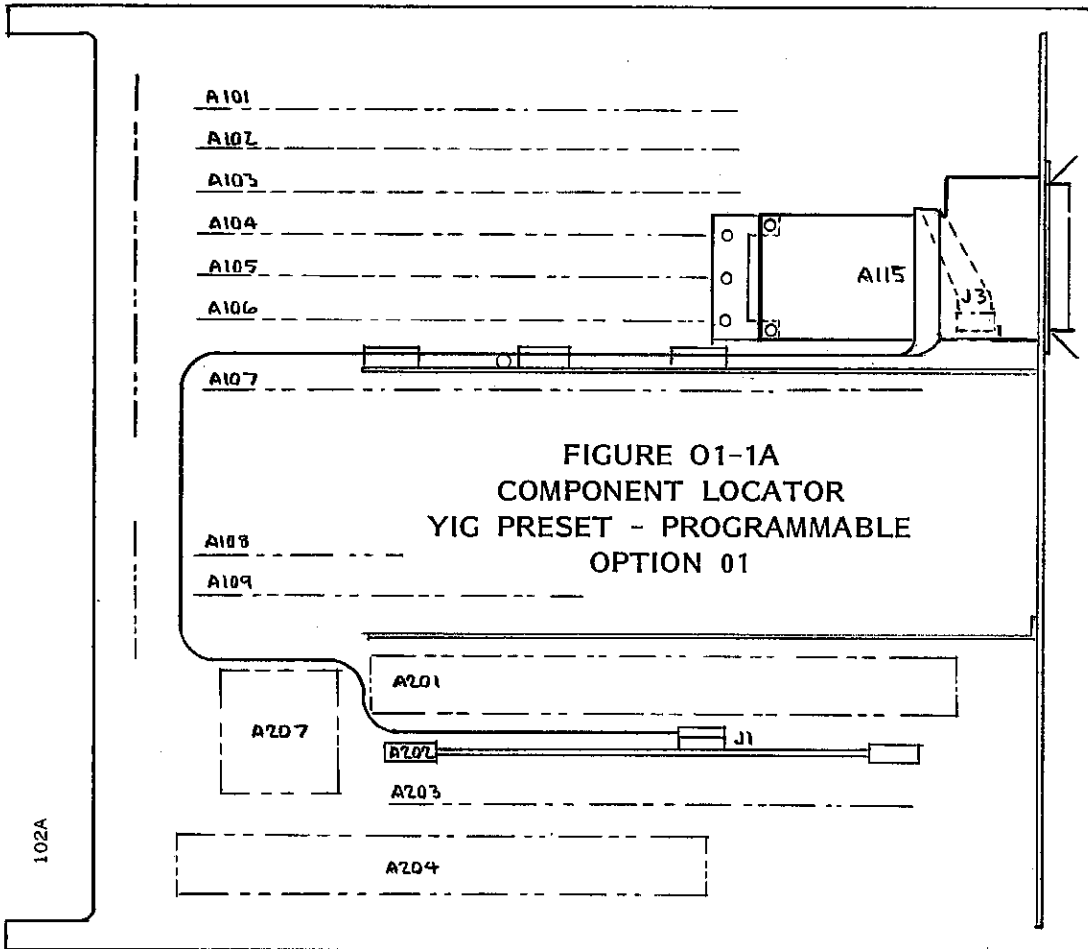 A101
A102
A103
A104
A105
A106
A115
J3
A107
FIGURE 01-1A
COMPONENT LOCATOR
YIG PRESET - PROGRAMMABLE
OPTION 01
A108
A109
A201
A207
J1
A202
A203
A204
102A